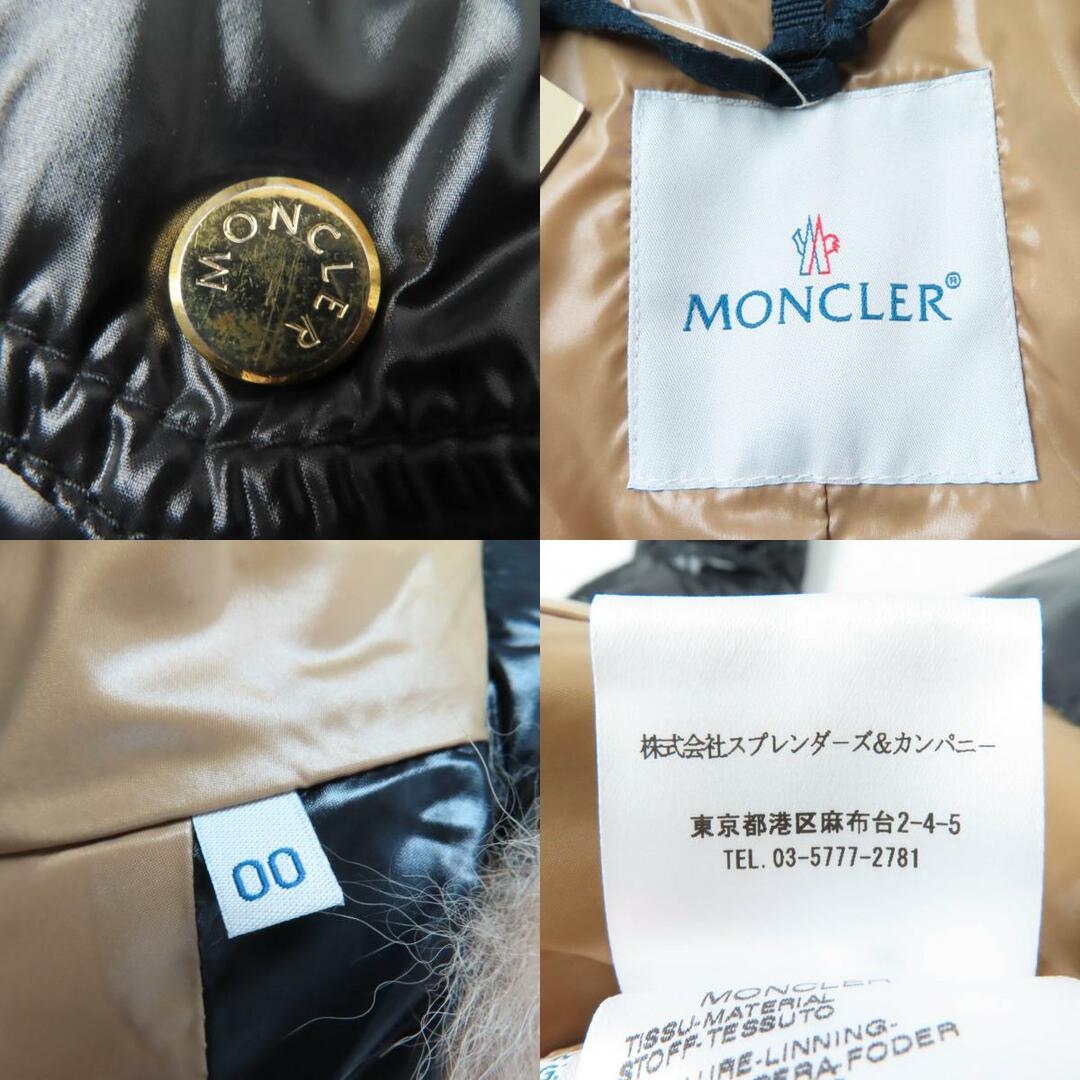 MONCLER
MONCLER®
00
株式会社スプレンダーズ&カンパニー
東京都港区麻布台2-4-5
TEL. 03-5777-2781
MONCLER
TISSU-MATERIAL
STOFF-TESSUTO
LINNING-
FODER